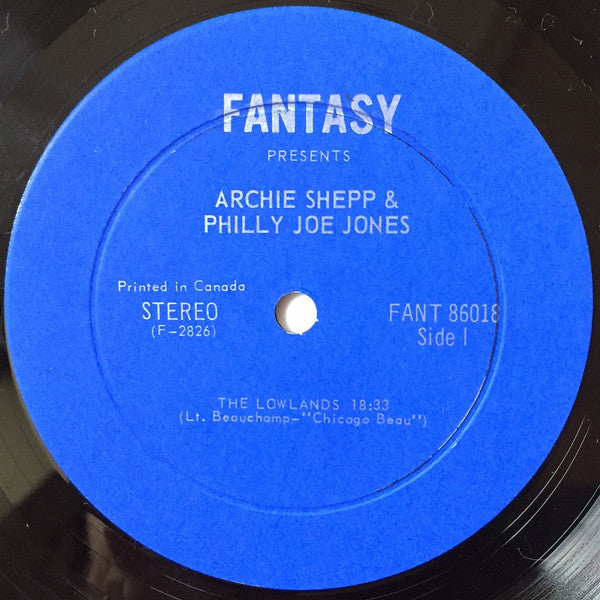 FANTASY
PRESENTS
ARCHIE SHEPP &
PHILLY JOE JONES
Printed in Canada
STEREO
(F-2826)
FANT 86018
Side 1
THE LOWLANDS 18:33
(Lt. Beauchamp-"Chicago Beau")